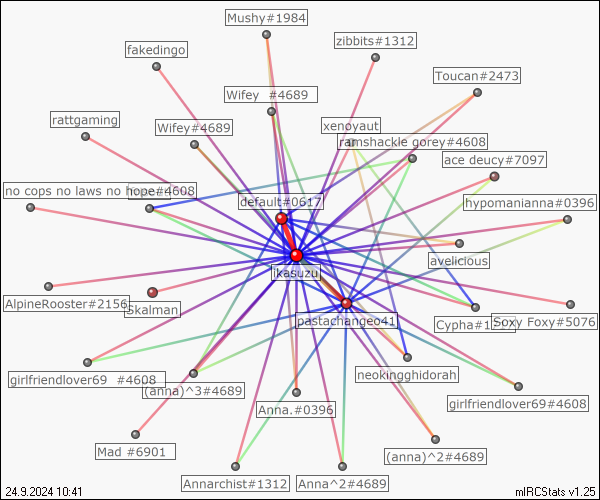 Mushy#1984
zibbits#1312
fakedingo
Toucan#2473
Wifey #4689
rattgaming
Wifey#4689
xenoyaut
ramshackle gorey#4608
ace deucy#7097
no cops no laws no hope#4608
default#0617
hypomanianna#0396
avelicious
ikasuzu
AlpineRooster#2156
Skalman
pastachangeo41
Cypha#1
Soxy Foxy#5076
girlfriendlover69 #4608
(anna)^3#4689
neokingghidorah
Anna.#0396
girlfriendlover69#4608
Mad #6901
(anna)^2#4689
Annarchist#1312
Anna^2#4689
24.9.2024 10:41
mIRCStats v1.25